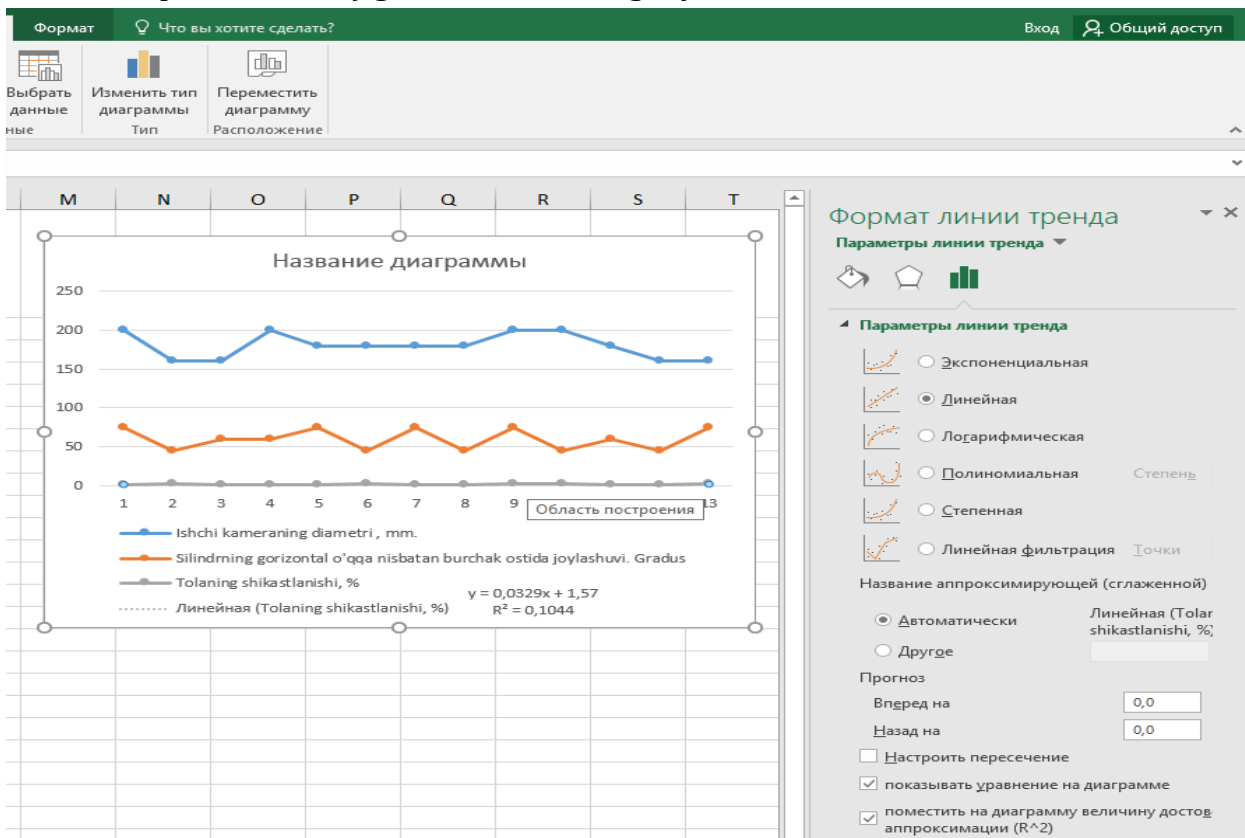 Формат Что вы хотите сделать? Вход Общий доступ
Выбрать данные
Изменить тип диаграммы
Переместить диаграмму
ные Тип Расположение
M N O P Q R S T
Название диаграммы
250
200
150
100
50
0
1 2 3 4 5 6 7 8 9 13
Область построения
Ishchi kameraning diametri , mm.
Silindrning gorizontal o'qqa nisbatan burchak ostida joylashuvi. Gradus
Tolaning shikastlanishi, %
Линейная (Tolaning shikastlanishi, %)
y = 0,0329x + 1,57
R² = 0,1044
Формат линии тренда
Параметры линии тренда
Параметры линии тренда
Экспоненциальная
Линейная
Логарифмическая
Полиномиальная Степень
Степенная
Линейная фильтрация Точки
Название аппроксимирующей (сглаженной)
Автоматически Линейная (Tolar
shikastlanishi, %)
Другое
Прогноз
Вперед на 0,0
Назад на 0,0
Настроить пересечение
показывать уравнение на диаграмме
поместить на диаграмму величину достов
аппроксимации (R^2)